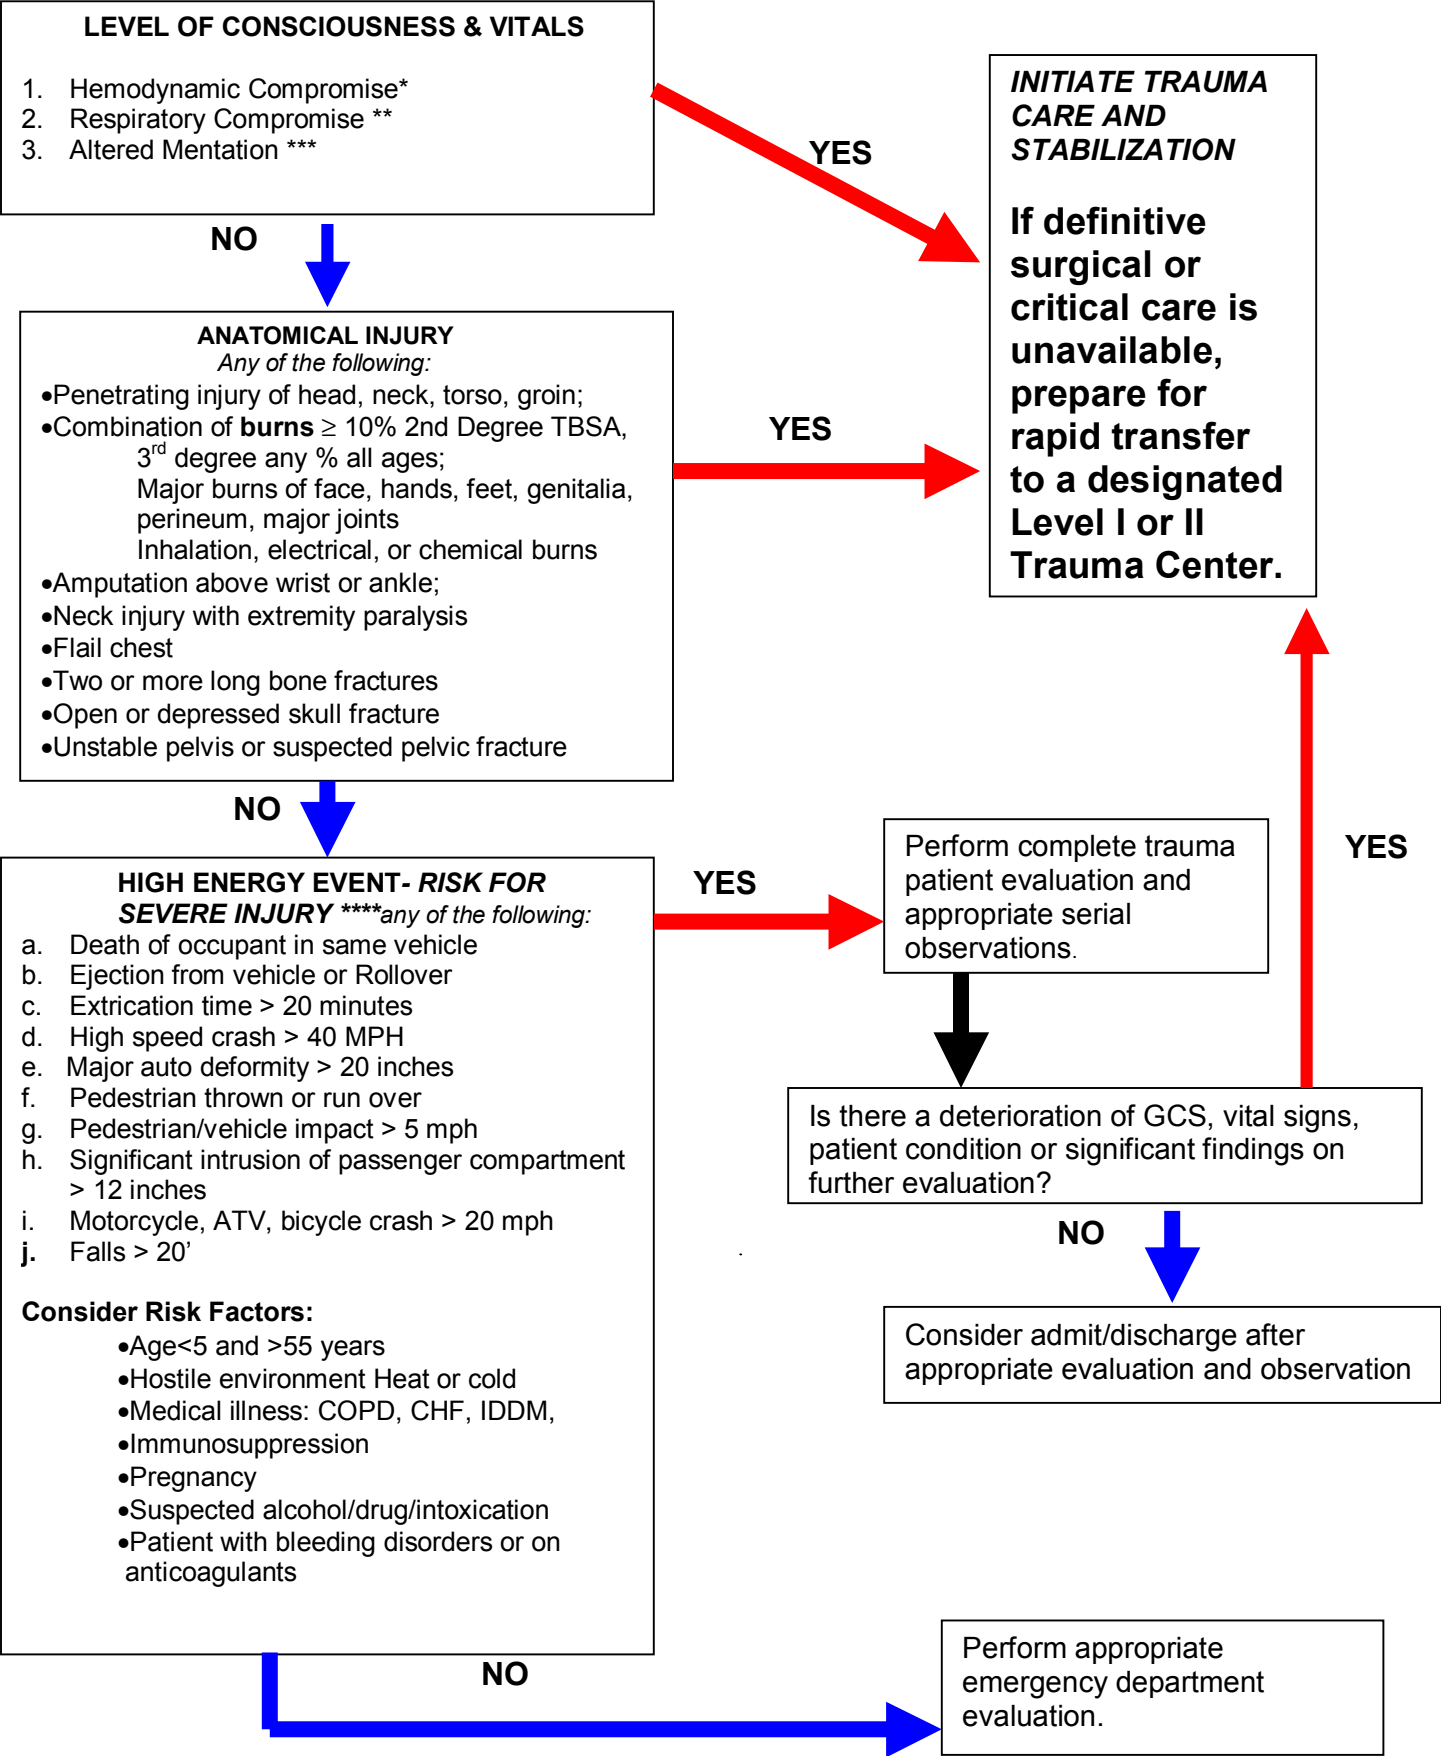 LEVEL OF CONSCIOUSNESS & VITALS
1. Hemodynamic Compromise*
2. Respiratory Compromise **
3. Altered Mentation ***
YES
NO
INITIATE TRAUMA
CARE AND
STABILIZATION
If definitive
surgical or
critical care is
unavailable,
prepare for
rapid transfer
to a designated
Level I or II
Trauma Center.
ANATOMICAL INJURY
Any of the following:
•Penetrating injury of head, neck, torso, groin;
•Combination of burns ≥ 10% 2nd Degree TBSA,
3rd degree any % all ages;
Major burns of face, hands, feet, genitalia,
perineum, major joints
Inhalation, electrical, or chemical burns
•Amputation above wrist or ankle;
•Neck injury with extremity paralysis
•Flail chest
•Two or more long bone fractures
•Open or depressed skull fracture
•Unstable pelvis or suspected pelvic fracture
YES
NO
HIGH ENERGY EVENT- RISK FOR
SEVERE INJURY ****any of the following:
a. Death of occupant in same vehicle
b. Ejection from vehicle or Rollover
c. Extrication time > 20 minutes
d. High speed crash > 40 MPH
e. Major auto deformity > 20 inches
f. Pedestrian thrown or run over
g. Pedestrian/vehicle impact > 5 mph
h. Significant intrusion of passenger compartment
> 12 inches
i. Motorcycle, ATV, bicycle crash > 20 mph
j. Falls > 20’
Consider Risk Factors:
•Age<5 and >55 years
•Hostile environment Heat or cold
•Medical illness: COPD, CHF, IDDM,
•Immunosuppression
•Pregnancy
•Suspected alcohol/drug/intoxication
•Patient with bleeding disorders or on
anticoagulants
YES
Perform complete trauma
patient evaluation and
appropriate serial
observations.
YES
Is there a deterioration of GCS, vital signs,
patient condition or significant findings on
further evaluation?
NO
Consider admit/discharge after
appropriate evaluation and observation
NO
Perform appropriate
emergency department
evaluation.